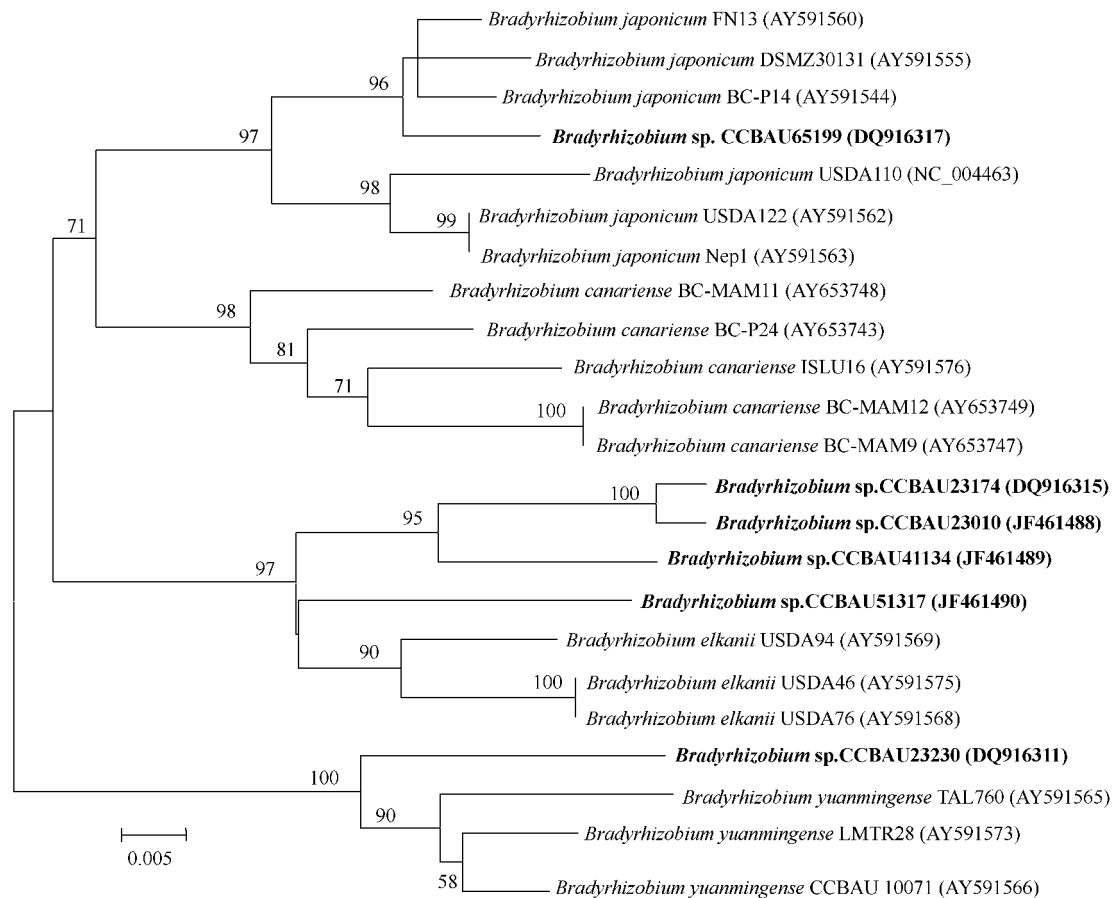 Bradyrhizobium japonicum FN13 (AY591560)
Bradyrhizobium japonicum DSMZ30131 (AY591555)
96
Bradyrhizobium japonicum BC-P14 (AY591544)
97
Bradyrhizobium sp. CCBAU65199 (DQ916317)
Bradyrhizobium japonicum USDA110 (NC_004463)
98
Bradyrhizobium japonicum USDA122 (AY591562)
99
71
Bradyrhizobium japonicum Nep1 (AY591563)
Bradyrhizobium canariense BC-MAM11 (AY653748)
98
Bradyrhizobium canariense BC-P24 (AY653743)
81
Bradyrhizobium canariense ISLU16 (AY591576)
71
Bradyrhizobium canariense BC-MAM12 (AY653749)
100
Bradyrhizobium canariense BC-MAM9 (AY653747)
Bradyrhizobium sp.CCBAU23174 (DQ916315)
100
Bradyrhizobium sp.CCBAU23010 (JF461488)
95
Bradyrhizobium sp.CCBAU41134 (JF461489)
97
Bradyrhizobium sp.CCBAU51317 (JF461490)
Bradyrhizobium elkanii USDA94 (AY591569)
90
Bradyrhizobium elkanii USDA46 (AY591575)
100
Bradyrhizobium elkanii USDA76 (AY591568)
Bradyrhizobium sp.CCBAU23230 (DQ916311)
100
Bradyrhizobium yuanmingense TAL760 (AY591565)
90
Bradyrhizobium yuanmingense LMTR28 (AY591573)
0.005
58
Bradyrhizobium yuanmingense CCBAU 10071 (AY591566)